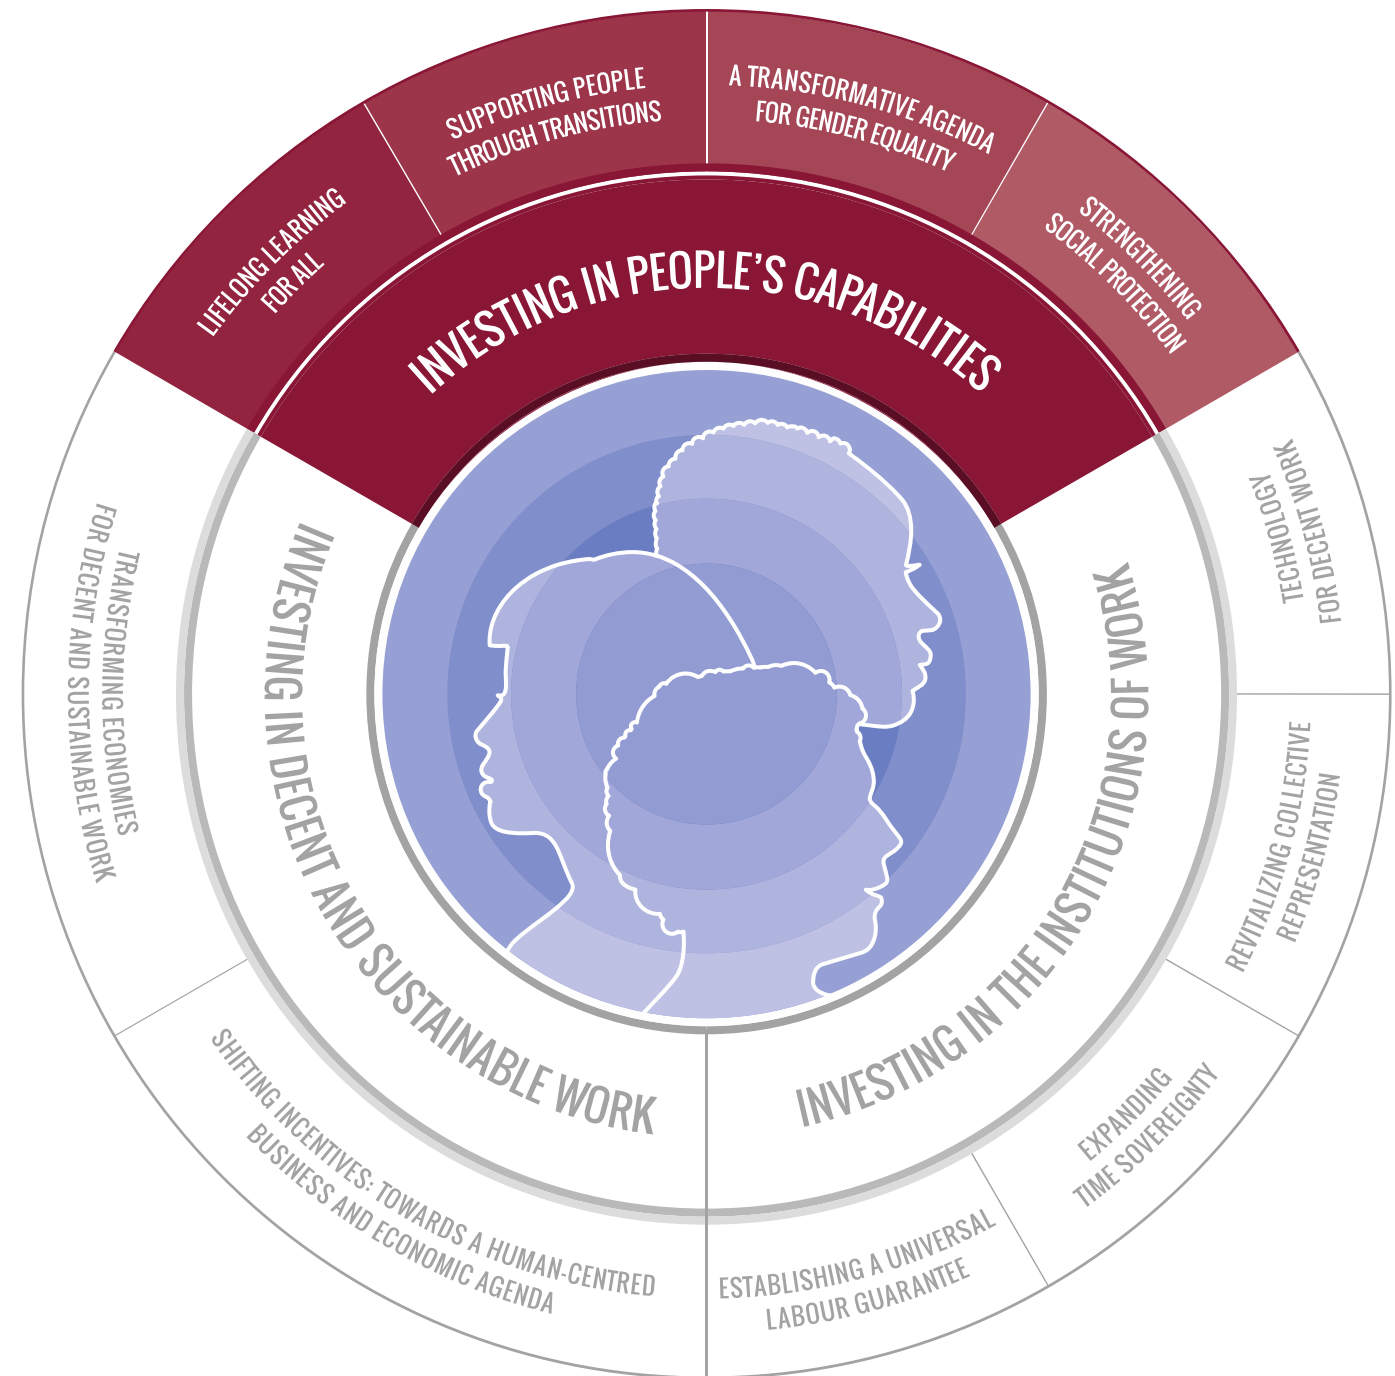 LIFELONG LEARNING
FOR ALL
SUPPORTING PEOPLE
THROUGH TRANSITIONS
A TRANSFORMATIVE AGENDA
FOR GENDER EQUALITY
STRENGTHENING
SOCIAL PROTECTION
INVESTING IN PEOPLE’S CAPABILITIES
TECHNOLOGY
FOR DECENT WORK
REVITALIZING COLLECTIVE
REPRESENTATION
EXPANDING
TIME SOVEREIGNTY
ESTABLISHING A UNIVERSAL
LABOUR GUARANTEE
INVESTING IN THE INSTITUTIONS OF WORK
TRANSFORMING ECONOMIES
FOR DECENT AND SUSTAINABLE WORK
SHIFTING INCENTIVES: TOWARDS A HUMAN-CENTRED
BUSINESS AND ECONOMIC AGENDA
INVESTING IN DECENT AND SUSTAINABLE WORK